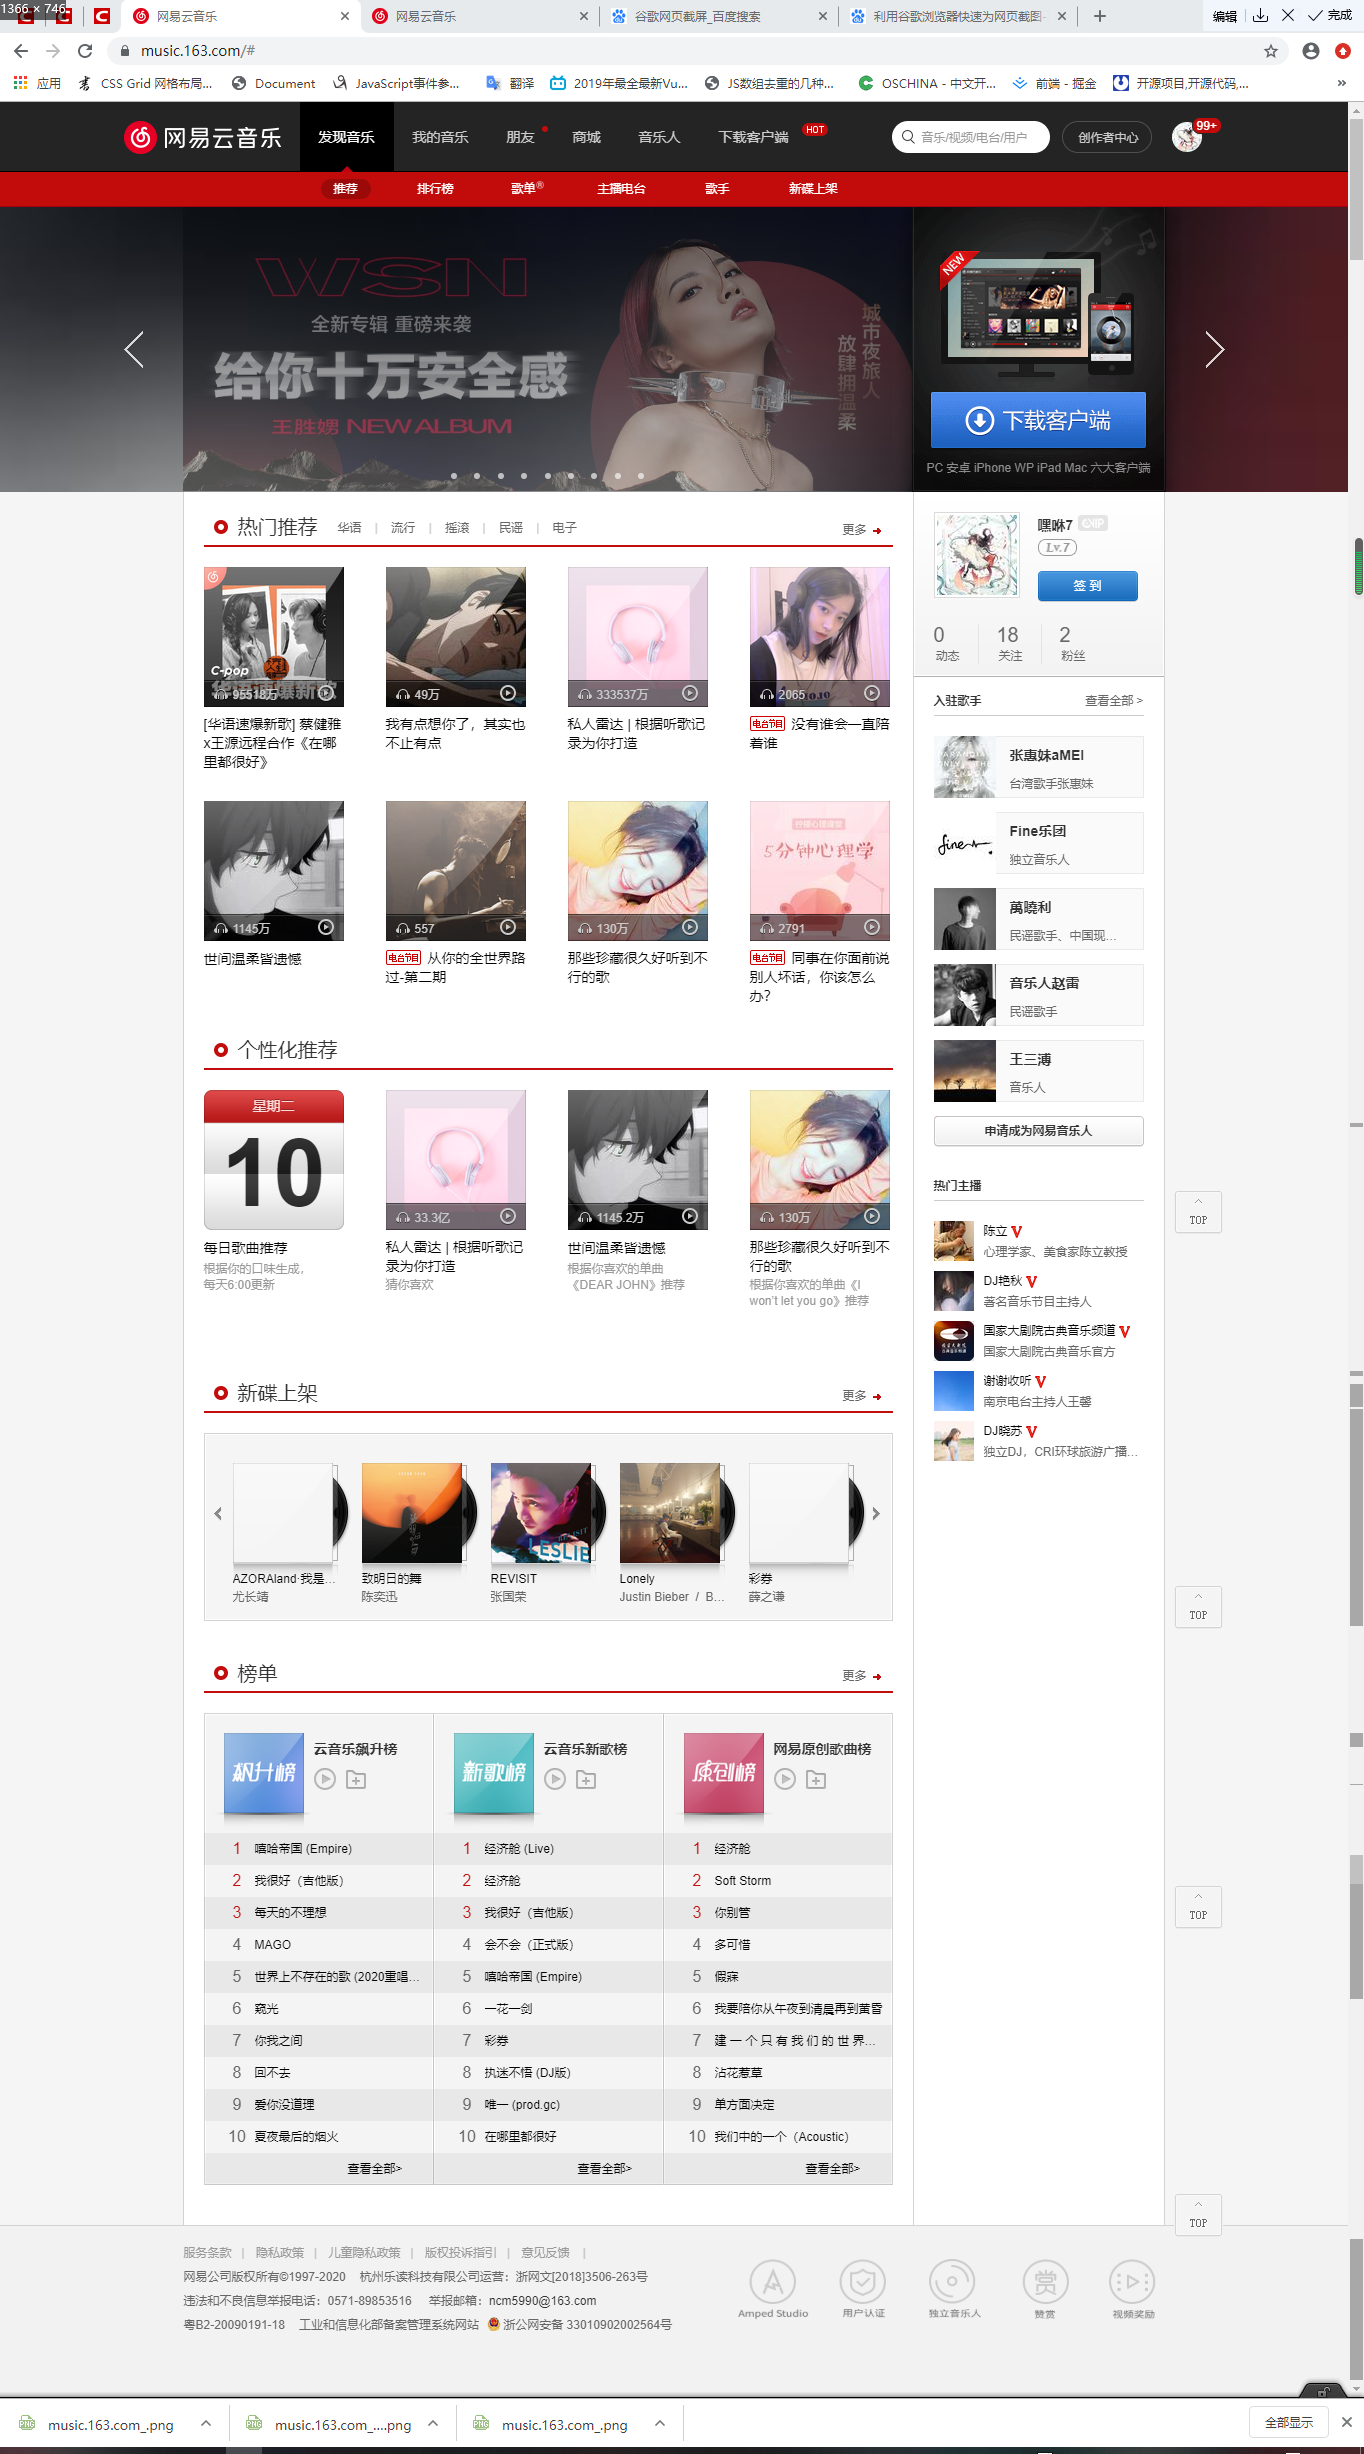 1366 × 746
网易云音乐
网易云音乐
谷歌网页截屏_百度搜索
利用谷歌浏览器快速为网页截图
编辑
完成
music.163.com/#
应用
CSS Grid 网格布局...
Document
JavaScript事件参...
翻译
2019年最全最新Vu...
JS数组去重的几种...
OSCHINA - 中文开...
前端 - 掘金
开源项目,开源代码,...
»
网易云音乐
发现音乐
我的音乐
朋友
商城
音乐人
下载客户端
HOT
音乐/视频/电台/用户
创作者中心
99+
推荐
排行榜
歌单®
主播电台
歌手
新碟上架
WSN
全新专辑 重磅来袭
给你十万安全感
王胜娚 NEW ALBUM
城市夜旅人
放肆拥温柔
NEW
下载客户端
PC 安卓 iPhone WP iPad Mac 六大客户端
热门推荐
华语 | 流行 | 摇滚 | 民谣 | 电子
更多
C-pop
华语速爆新歌
95518万
49万
333537万
2065
[华语速爆新歌] 蔡健雅
x王源远程合作《在哪
里都很好》
我有点想你了，其实也
不止有点
私人雷达 | 根据听歌记
录为你打造
电台节目 没有谁会一直陪
着谁
5分钟心理学
1145万
557
130万
2791
世间温柔皆遗憾
电台节目 从你的全世界路
过-第二期
那些珍藏很久好听到不
行的歌
电台节目 同事在你面前说
别人坏话，你该怎么
办？
个性化推荐
星期二
10
33.3亿
1145.2万
130万
每日歌曲推荐
根据你的口味生成，
每天6:00更新
私人雷达 | 根据听歌记
录为你打造
猜你喜欢
世间温柔皆遗憾
根据你喜欢的单曲
《DEAR JOHN》推荐
那些珍藏很久好听到不
行的歌
根据你喜欢的单曲《I
won't let you go》推荐
新碟上架
更多
REVISIT
LESLIE
AZORAland·我是...
尤长靖
致明日的舞
陈奕迅
REVISIT
张国荣
Lonely
Justin Bieber / B...
彩券
薛之谦
榜单
更多
飙升榜
云音乐飙升榜
1 嘻哈帝国 (Empire)
2 我很好（吉他版）
3 每天的不理想
4 MAGO
5 世界上不存在的歌 (2020重唱...
6 窥光
7 你我之间
8 回不去
9 爱你没道理
10 夏夜最后的烟火
查看全部>
新歌榜
云音乐新歌榜
1 经济舱 (Live)
2 经济舱
3 我很好（吉他版）
4 会不会（正式版）
5 嘻哈帝国 (Empire)
6 一花一剑
7 彩券
8 执迷不悟 (DJ版)
9 唯一 (prod.gc)
10 在哪里都很好
查看全部>
原创榜
网易原创歌曲榜
1 经济舱
2 Soft Storm
3 你别管
4 多可惜
5 假寐
6 我要陪你从午夜到清晨再到黄昏
7 建 一 个 只 有 我 们 的 世 界...
8 沾花惹草
9 单方面决定
10 我们中的一个（Acoustic）
查看全部>
嘿咻7
CVIP
Lv.7
签 到
0
动态
18
关注
2
粉丝
入驻歌手
查看全部 >
张惠妹aMEI
台湾歌手张惠妹
fine
Fine乐团
独立音乐人
萬曉利
民谣歌手、中国现...
音乐人赵雷
民谣歌手
王三溥
音乐人
申请成为网易音乐人
热门主播
陈立
心理学家、美食家陈立教授
DJ艳秋
著名音乐节目主持人
国家大剧院古典音乐频道
国家大剧院古典音乐官方
谢谢收听
南京电台主持人王馨
DJ晓苏
独立DJ，CRI环球旅游广播...
TOP
TOP
TOP
TOP
服务条款 | 隐私政策 | 儿童隐私政策 | 版权投诉指引 | 意见反馈 |
网易公司版权所有©1997-2020 杭州乐读科技有限公司运营：浙网文[2018]3506-263号
违法和不良信息举报电话：0571-89853516 举报邮箱：ncm5990@163.com
粤B2-20090191-18 工业和信息化部备案管理系统网站 浙公网安备 33010902002564号
Amped Studio
用户认证
独立音乐人
赏
赞赏
视频奖励
music.163.com_.png
music.163.com_....png
music.163.com_.png
全部显示